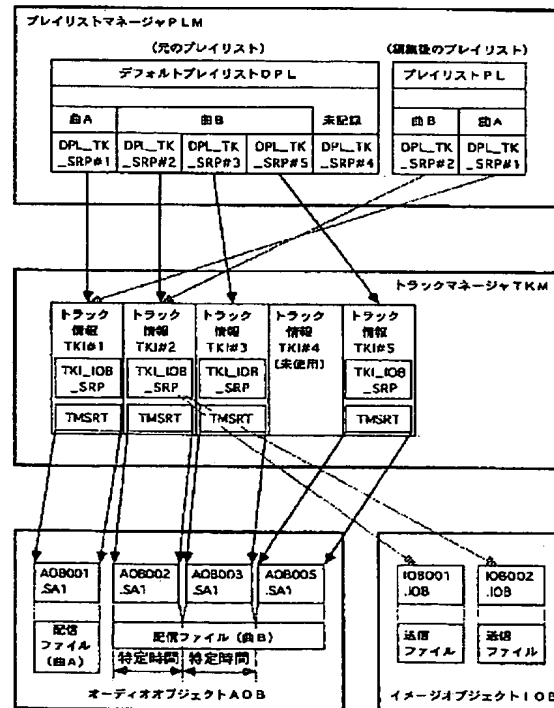 プレイリストマネージャPLM
(元のプレイリスト)
(編集後のプレイリスト)
デフォルトプレイリストDPL
プレイリストPL
曲A
曲B
未記録
曲B
曲A
DPL_TK
_SRP#1
DPL_TK
_SRP#2
DPL_TK
_SRP#3
DPL_TK
_SRP#5
DPL_TK
_SRP#4
DPL_TK
_SRP#2
DPL_TK
_SRP#1
トラックマネージャTKM
トラック
情報
TKI#1
トラック
情報
TKI#2
トラック
情報
TKI#3
トラック
情報
TKI#4
(未使用)
トラック
情報
TKI#5
TKI_IOB
_SRP
TKI_IOB
_SRP
TKI_IOB
_SRP
TKI_IOB
_SRP
TMSRT
TMSRT
TMSRT
TMSRT
AOB001
.SA1
AOB002
.SA1
AOB003
.SA1
AOB005
.SA1
IOB001
.IOB
IOB002
.IOB
配信
ファイル
(曲A)
配信ファイル(曲B)
送信
ファイル
送信
ファイル
特定時間
特定時間
オーディオオブジェクトAOB
イメージオブジェクトIOB